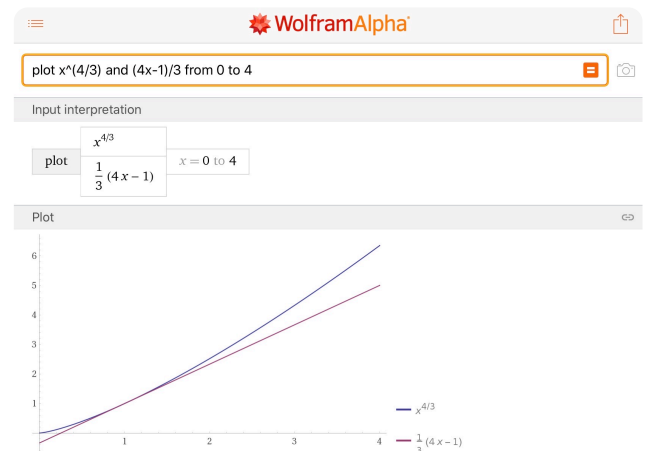 WolframAlpha
plot x^(4/3) and (4x-1)/3 from 0 to 4
Input interpretation
plot x^{4/3} x = 0 to 4
\frac{1}{3} (4 x − 1)
Plot
6
5
4
3
2
1
1 2 3 4
x^{4/3}
\frac{1}{3} (4 x − 1)